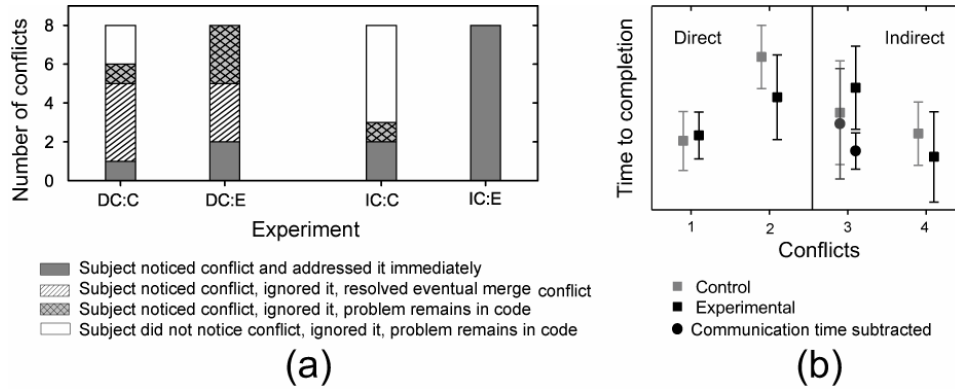 Number of conflicts
8
6
4
2
0
DC:C DC:E IC:C IC:E
Experiment
Subject noticed conflict and addressed it immediately
Subject noticed conflict, ignored it, resolved eventual merge conflict
Subject noticed conflict, ignored it, problem remains in code
Subject did not notice conflict, ignored it, problem remains in code
(a)
Time to completion
Direct Indirect
1 2 3 4
Conflicts
Control
Experimental
Communication time subtracted
(b)